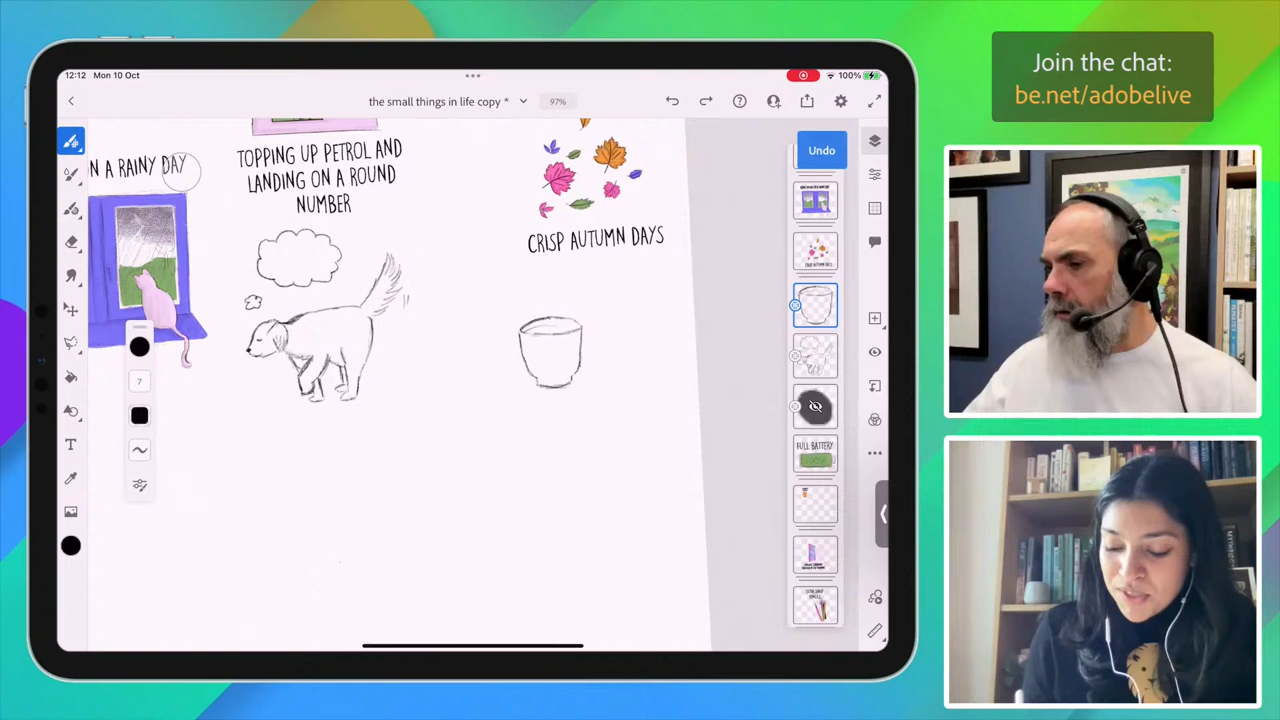 12:12 Mon 10 Oct
100%
the small things in life copy *
97%
Undo
N A RAINY DAY
TOPPING UP PETROL AND
LANDING ON A ROUND
NUMBER
CRISP AUTUMN DAYS
7
T
FULL BATTERY
Join the chat:
be.net/adobelive